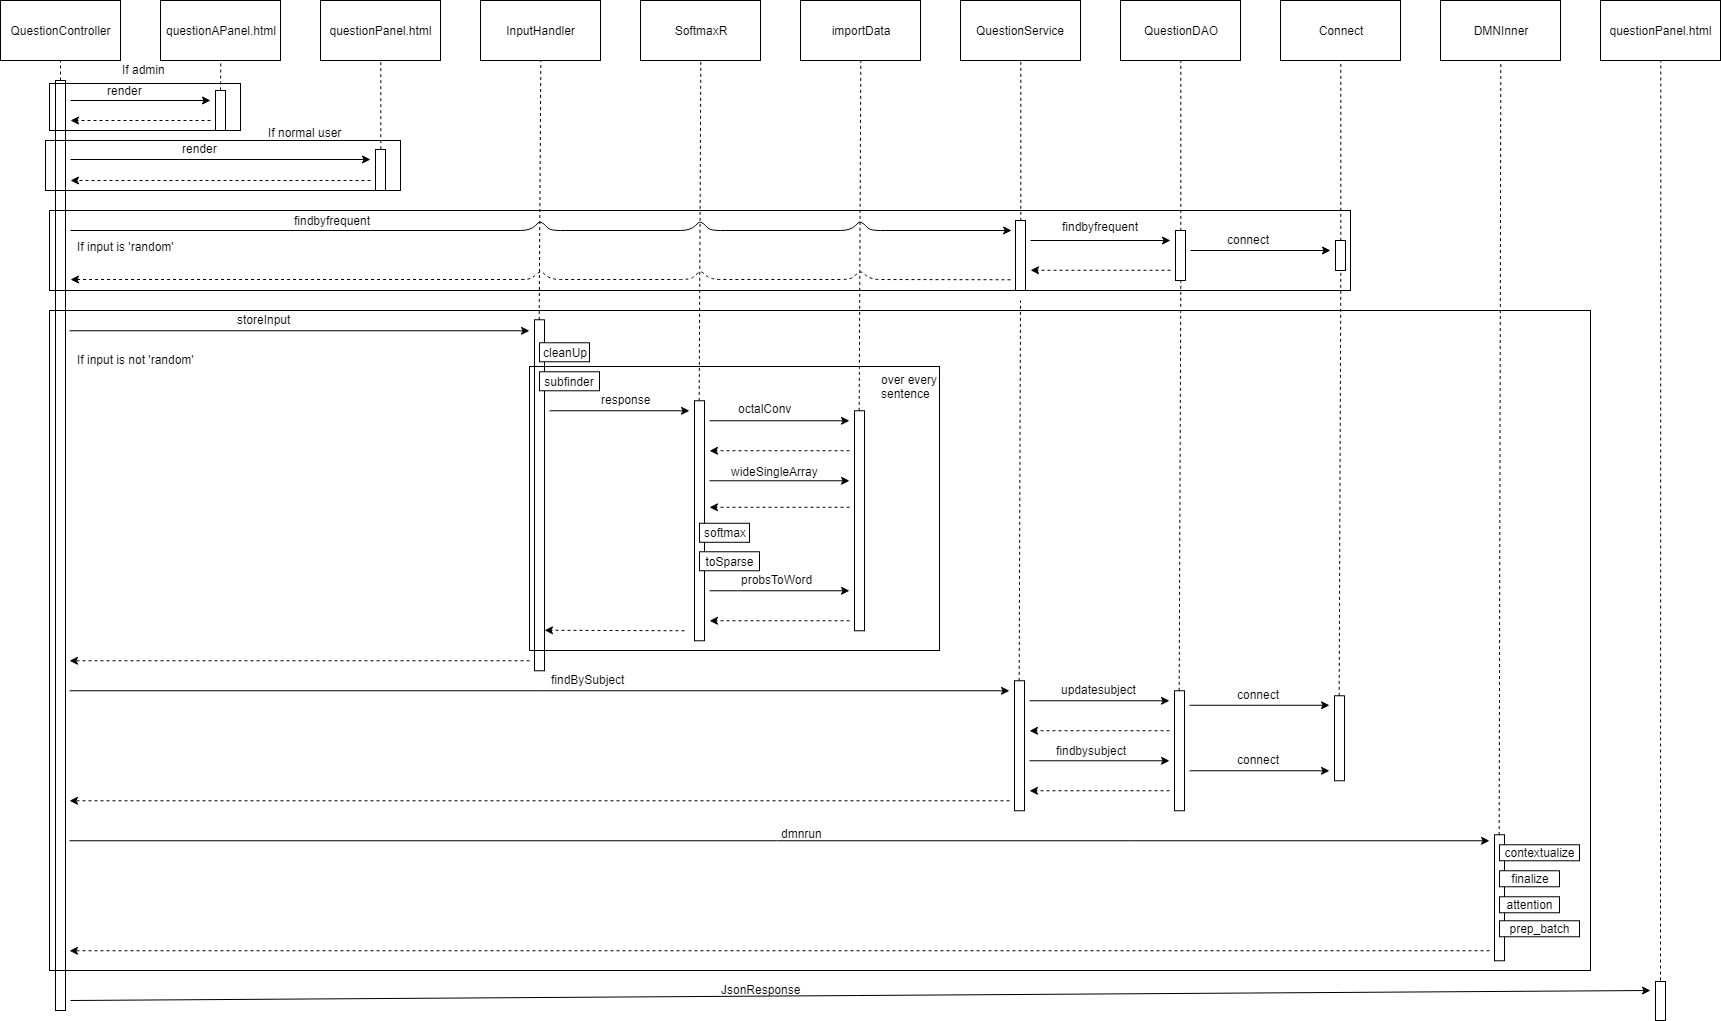 QuestionController
questionAPanel.html
questionPanel.html
InputHandler
SoftmaxR
importData
QuestionService
QuestionDAO
Connect
DMNInner
questionPanel.html
If admin
render
If normal user
render
findbyfrequent
findbyfrequent
connect
If input is 'random'
storeInput
If input is not 'random'
cleanUp
subfinder
over every
sentence
response
octalConv
wideSingleArray
softmax
toSparse
probsToWord
findBySubject
updatesubject
connect
findbysubject
connect
dmnrun
contextualize
finalize
attention
prep_batch
JsonResponse